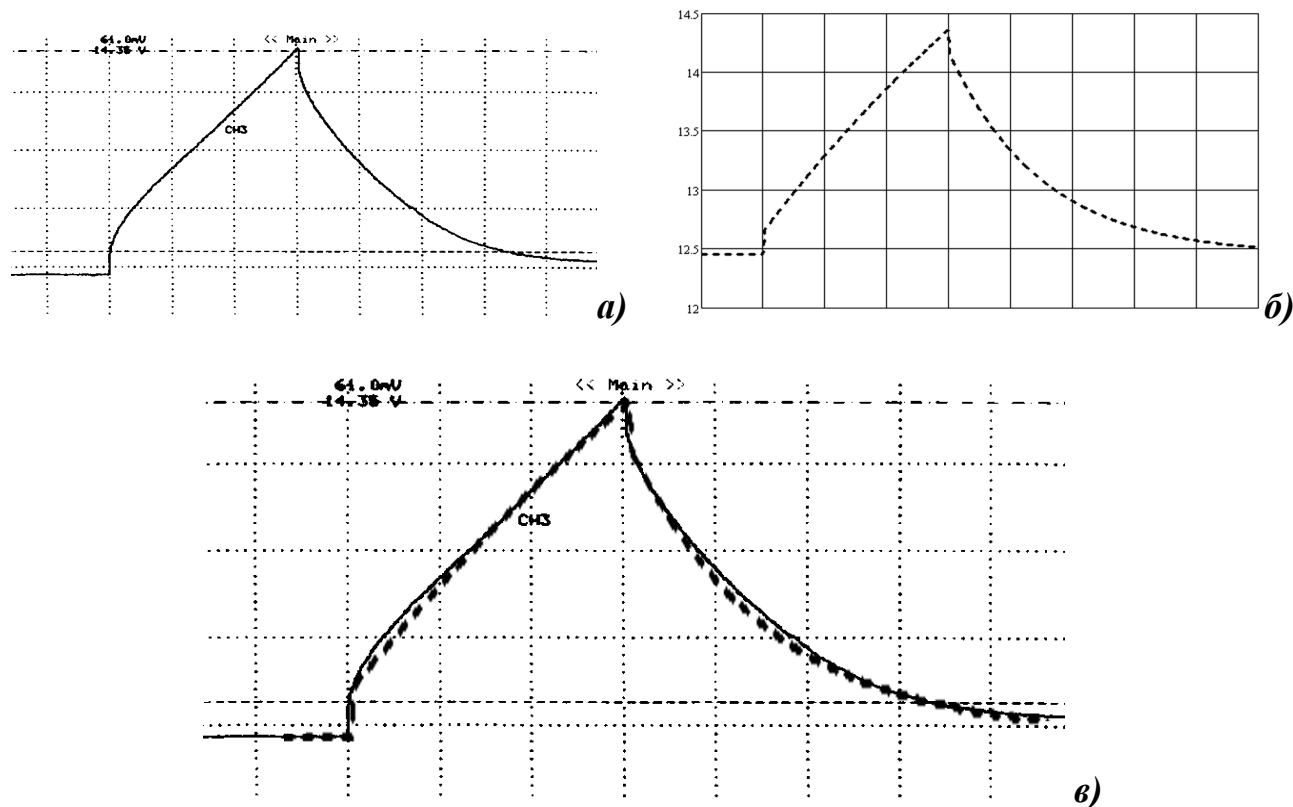 61.0mV << Main >>
14.38 V
CH3
а)
14.5
14
13.5
13
12.5
12
б)
61.0mV << Main >>
14.38 V
CH3
в)